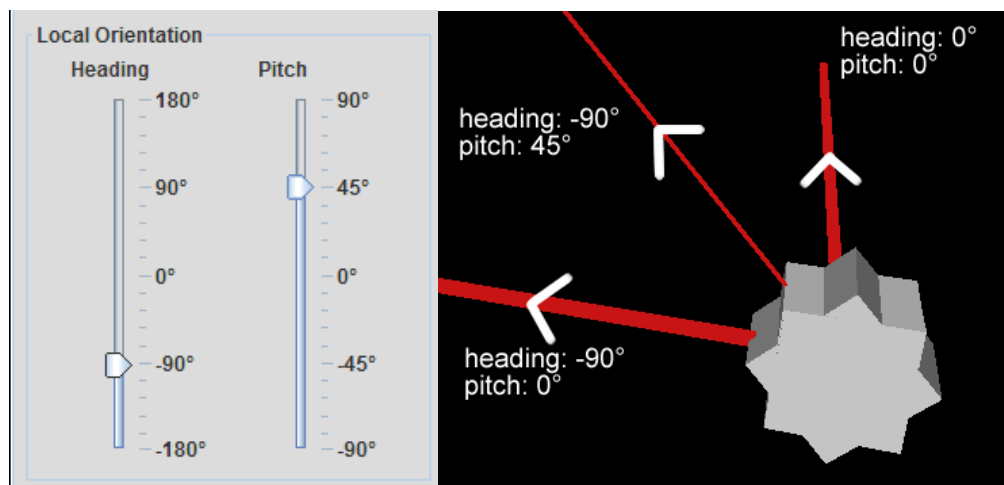 Local Orientation
Heading
Pitch
180°
90°
0°
-90°
-180°
90°
45°
0°
-45°
-90°
heading: 0°
pitch: 0°
heading: -90°
pitch: 45°
heading: -90°
pitch: 0°